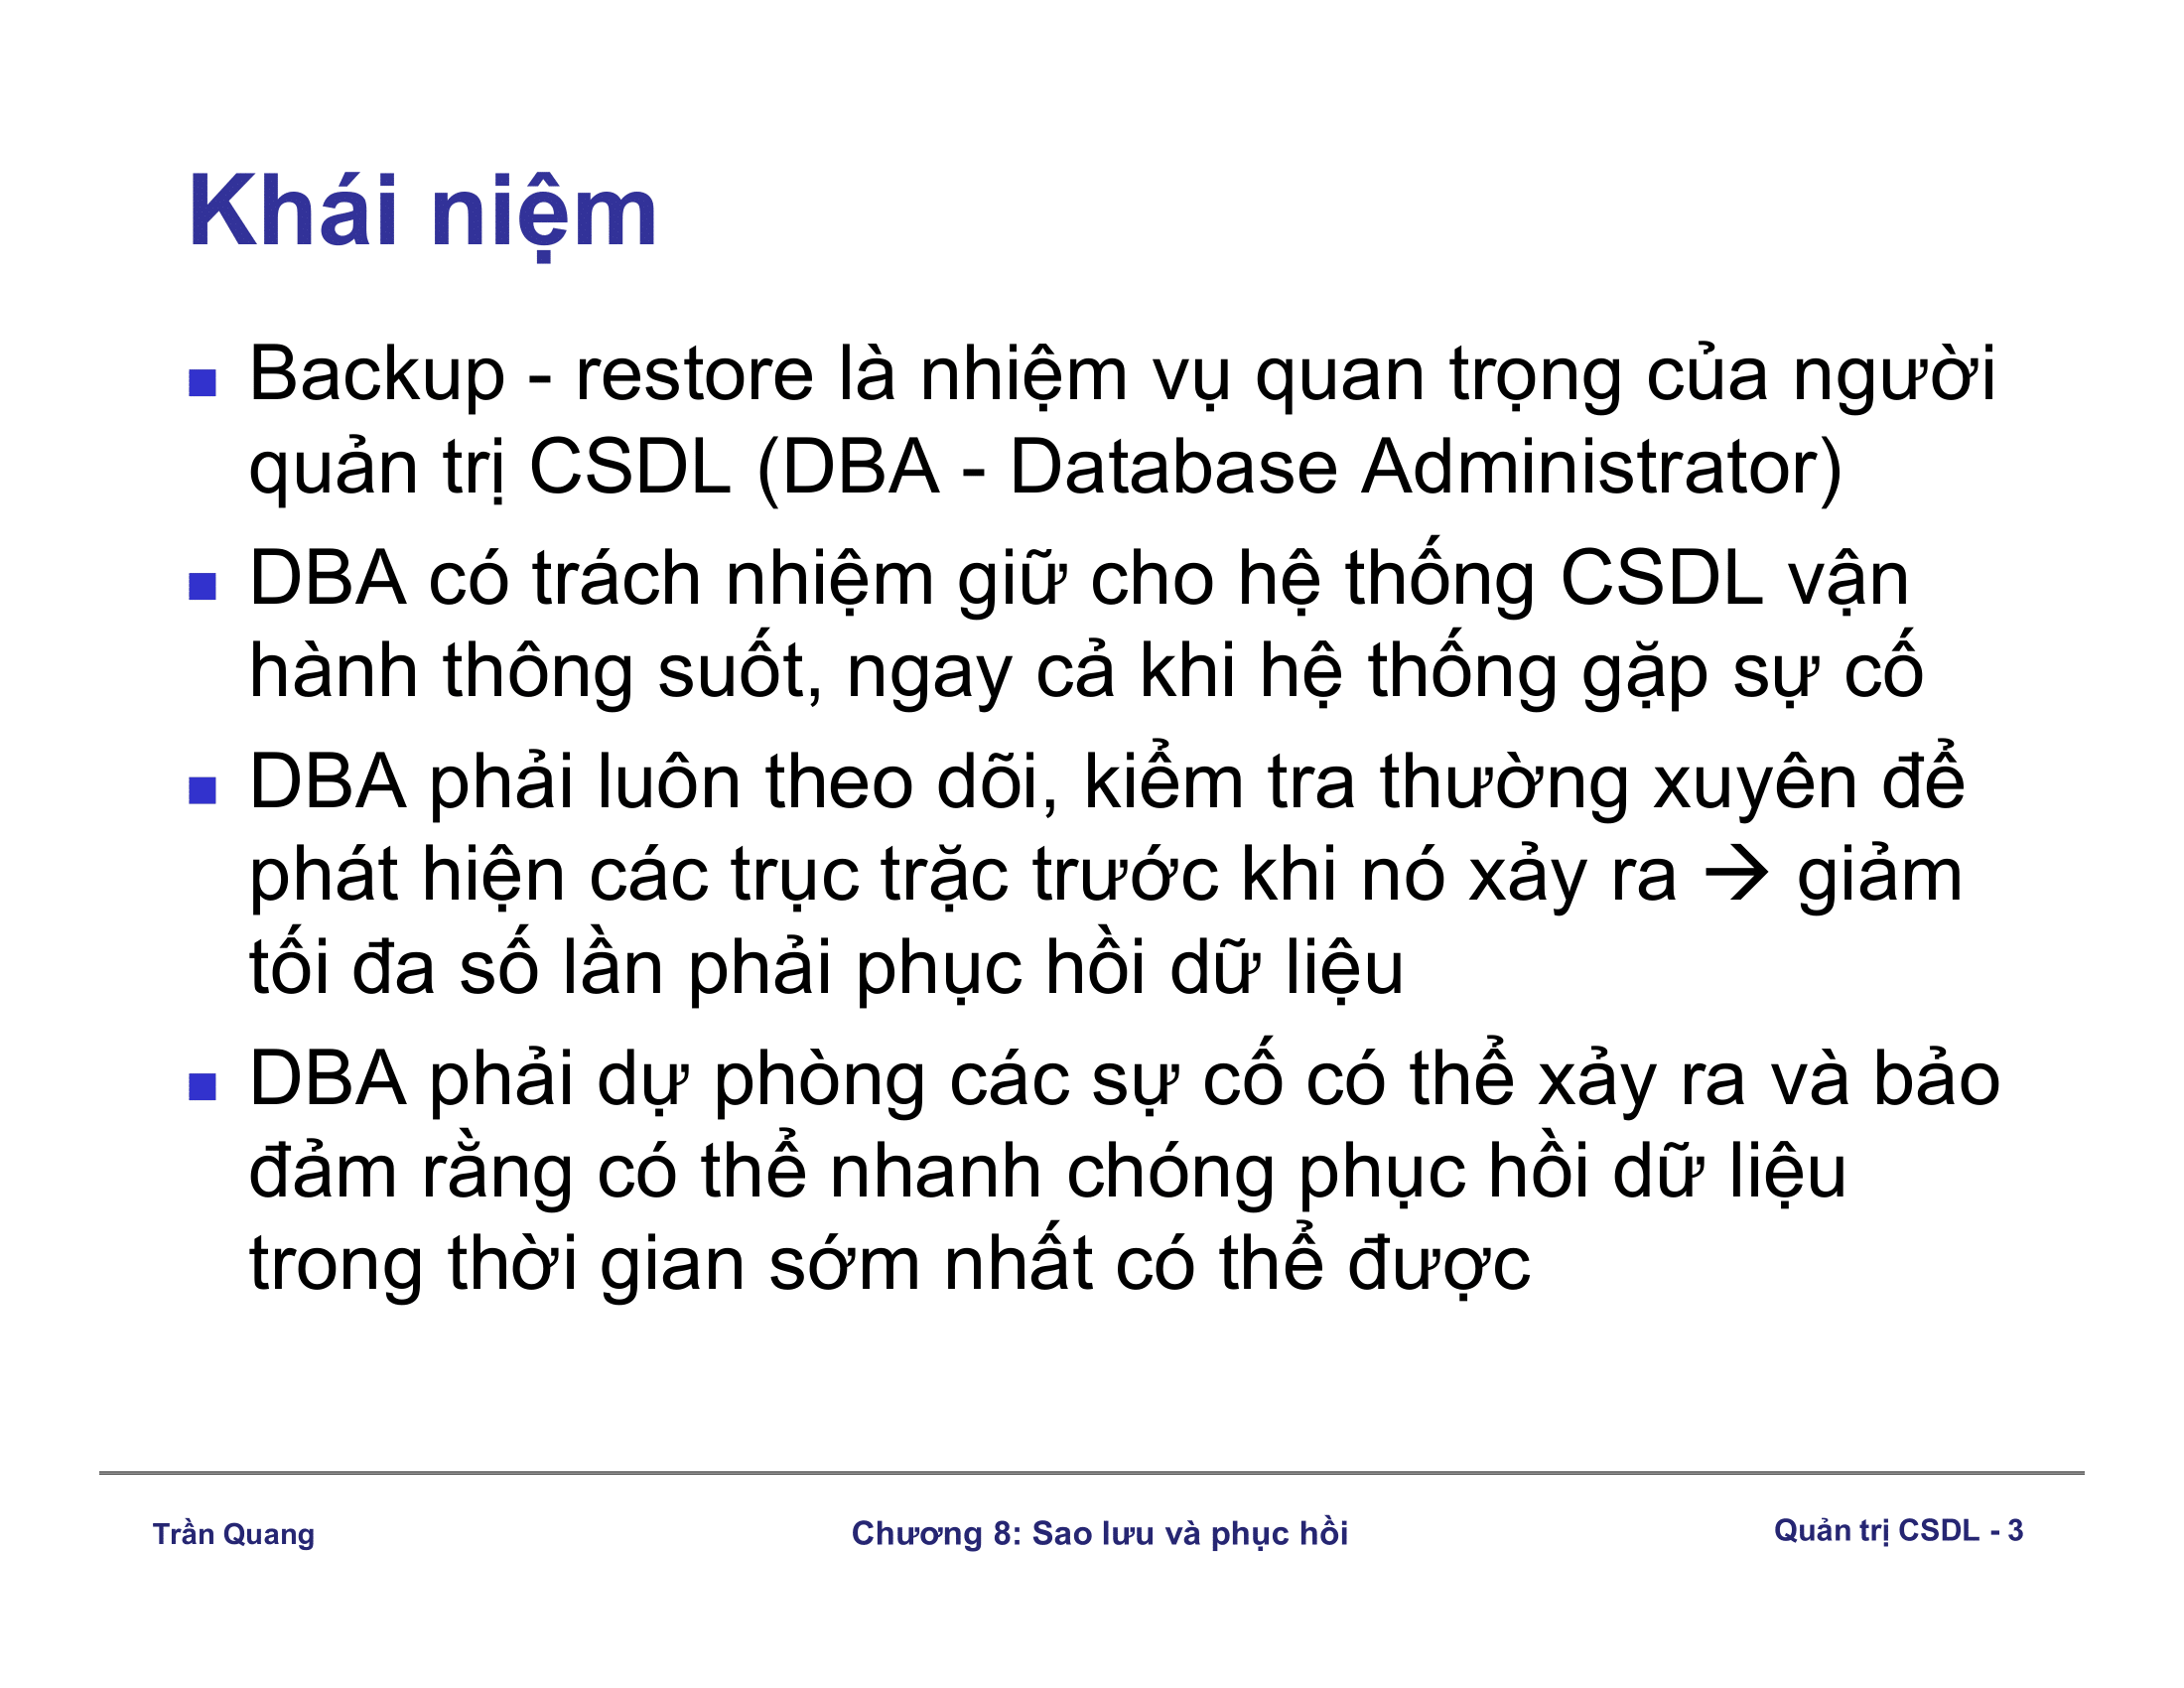 Khái niệm
Backup - restore là nhiệm vụ quan trọng của người
quản trị CSDL (DBA - Database Administrator)
DBA có trách nhiệm giữ cho hệ thống CSDL vận
hành thông suốt, ngay cả khi hệ thống gặp sự cố
DBA phải luôn theo dõi, kiểm tra thường xuyên để
phát hiện các trục trặc trước khi nó xảy ra → giảm
tối đa số lần phải phục hồi dữ liệu
DBA phải dự phòng các sự cố có thể xảy ra và bảo
đảm rằng có thể nhanh chóng phục hồi dữ liệu
trong thời gian sớm nhất có thể được
Trần Quang
Chương 8: Sao lưu và phục hồi
Quản trị CSDL - 3